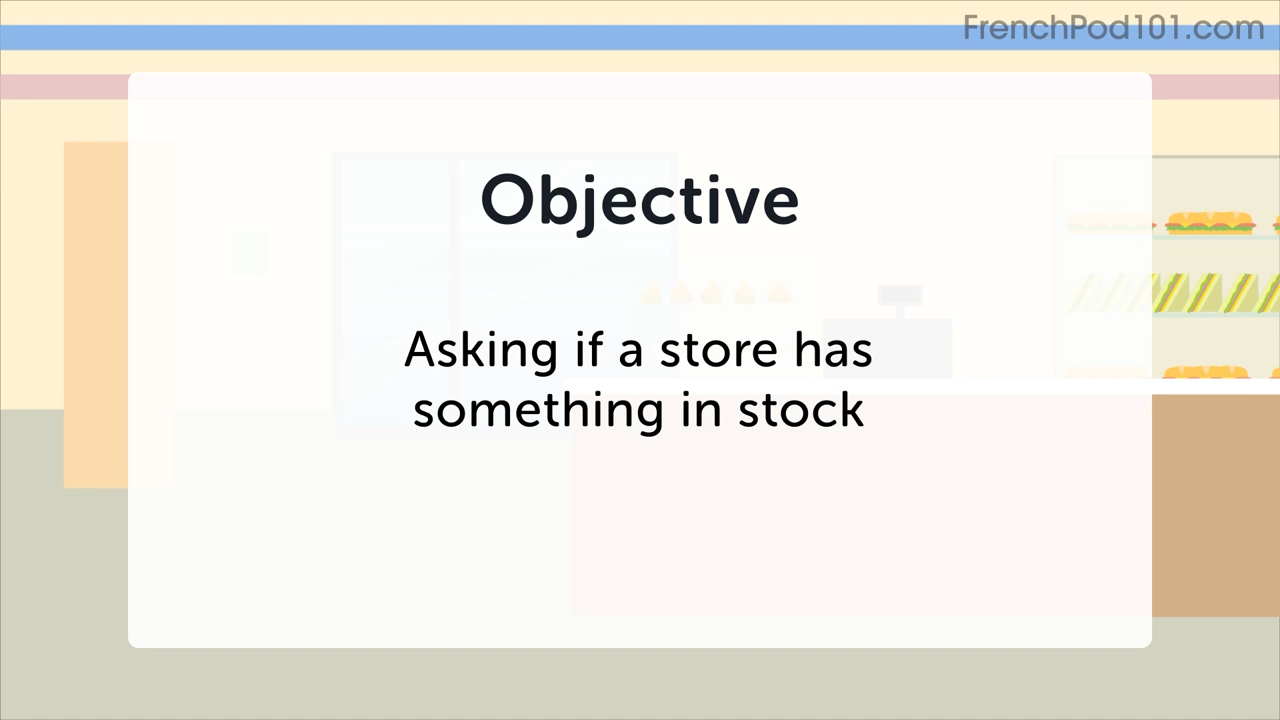 FrenchPod101.com
Objective
Asking if a store has
something in stock